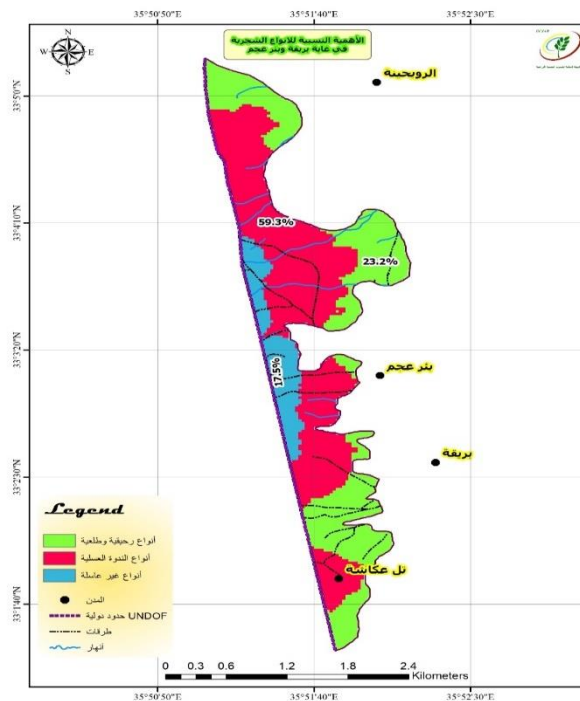 35°50'50"E
35°51'40"E
35°52'30"E
الأهمية النسبية للأنواع الشجرية
في غابة بريقة وبئر عجم
OCEAN
N
W
E
S
33°5'0"N
33°4'10"N
33°3'20"N
33°2'30"N
33°1'40"N
الرويحينة
59.3%
23.2%
17.5%
بئر عجم
بريقة
تل عكاشة
Legend
أنواع رحيقية وطلعية
أنواع الندوة العسلية
أنواع غير عاسلة
المدن
حدود دولية UNDOF
طرقات
أنهار
0 0.3 0.6 1.2 1.8 2.4
Kilometers
35°50'50"E
35°51'40"E
35°52'30"E